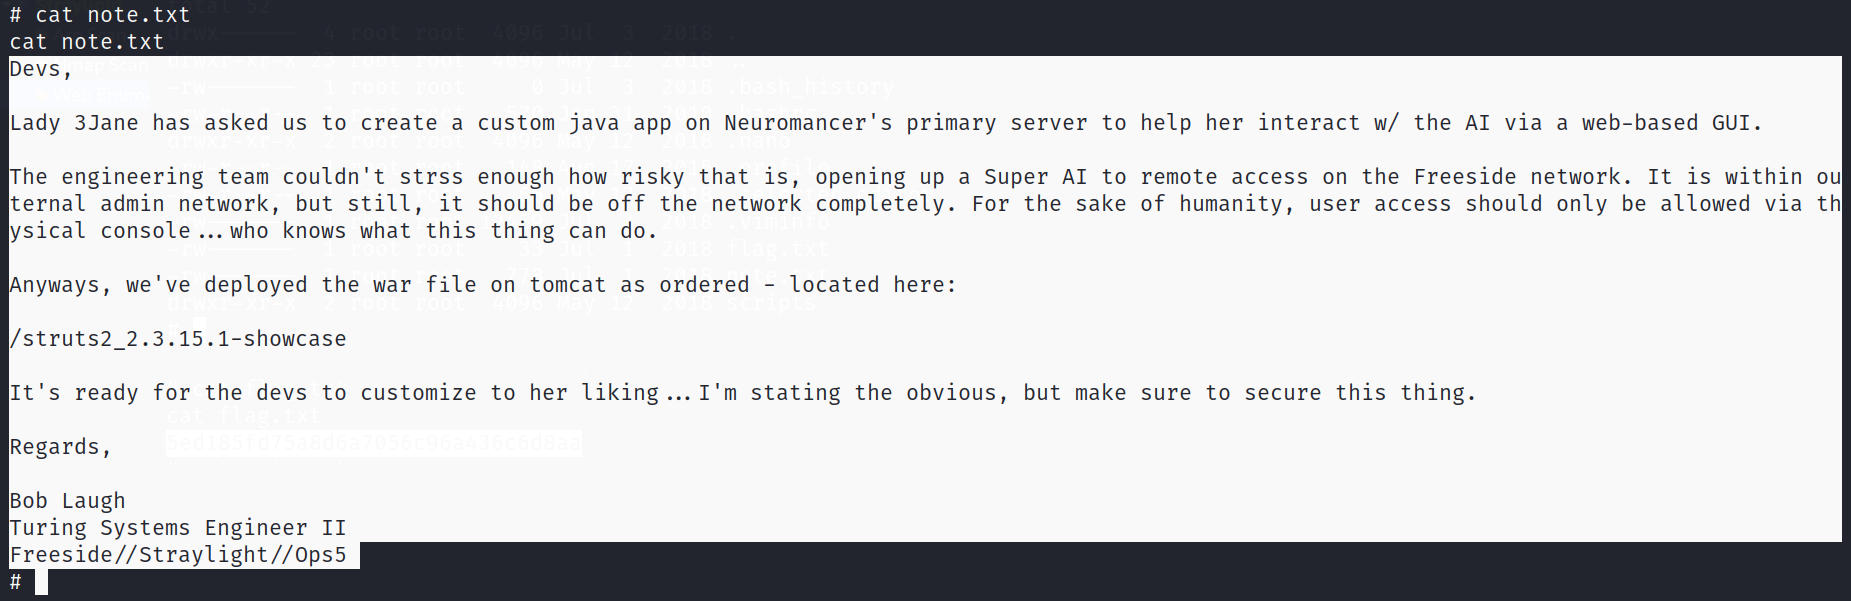 # cat note.txt
cat note.txt
Devs,
Lady 3Jane has asked us to create a custom java app on Neuromancer's primary server to help her interact w/ the AI via a web-based GUI.
The engineering team couldn't strss enough how risky that is, opening up a Super AI to remote access on the Freeside network. It is within ou
ternal admin network, but still, it should be off the network completely. For the sake of humanity, user access should only be allowed via th
ysical console...who knows what this thing can do.
Anyways, we've deployed the war file on tomcat as ordered - located here:
/struts2_2.3.15.1-showcase
It's ready for the devs to customize to her liking...I'm stating the obvious, but make sure to secure this thing.
cat flag.txt
Regards,
5ed185fd75a8d6a7056c96a436c6d8aa
Bob Laugh
Turing Systems Engineer II
Freeside//Straylight//Ops5
#